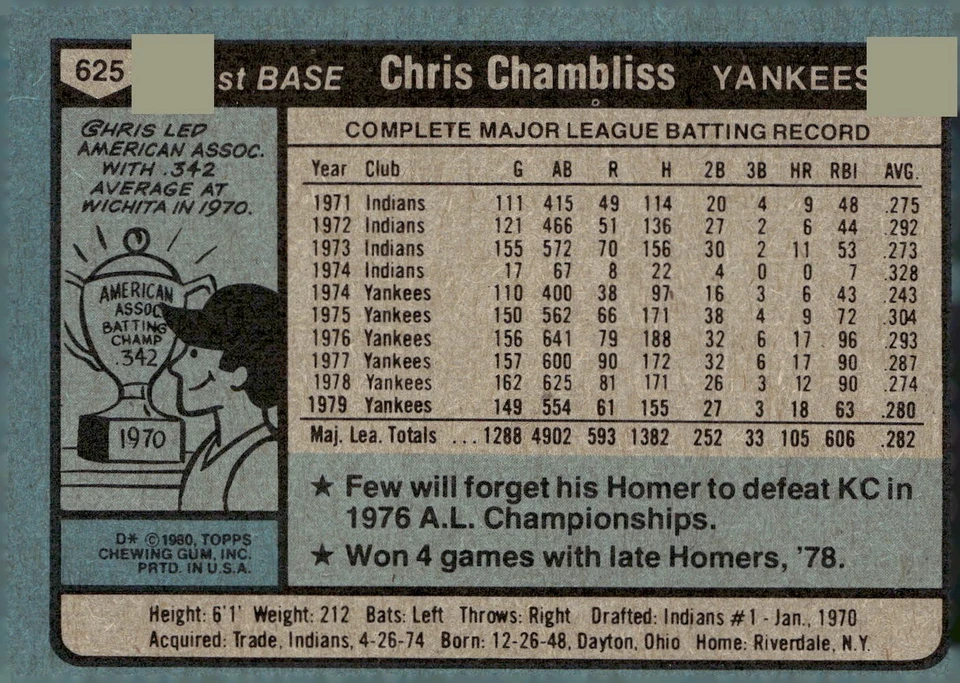 625 st BASE Chris Chambliss YANKEES
CHRIS LED
AMERICAN ASSOC.
WITH .342
AVERAGE AT
WICHITA IN 1970.
AMERICAN
ASSOC
BATTING
CHAMP
.342
1970
D* ©1980, TOPPS
CHEWING GUM, INC.
PRTD. IN U.S.A.
COMPLETE MAJOR LEAGUE BATTING RECORD
Year Club G AB R H 2B 3B HR RBI AVG.
1971 Indians 111 415 49 114 20 4 9 48 .275
1972 Indians 121 466 51 136 27 2 6 44 .292
1973 Indians 155 572 70 156 30 2 11 53 .273
1974 Indians 17 67 8 22 4 0 0 7 .328
1974 Yankees 110 400 38 97 16 3 6 43 .243
1975 Yankees 150 562 66 171 38 4 9 72 .304
1976 Yankees 156 641 79 188 32 6 17 96 .293
1977 Yankees 157 600 90 172 32 6 17 90 .287
1978 Yankees 162 625 81 171 26 3 12 90 .274
1979 Yankees 149 554 61 155 27 3 18 63 .280
Maj. Lea. Totals ... 1288 4902 593 1382 252 33 105 606 .282
★ Few will forget his Homer to defeat KC in
1976 A.L. Championships.
★ Won 4 games with late Homers, '78.
Height: 6'1' Weight: 212 Bats: Left Throws: Right Drafted: Indians #1 - Jan., 1970
Acquired: Trade, Indians, 4-26-74 Born: 12-26-48, Dayton, Ohio Home: Riverdale, N.Y.